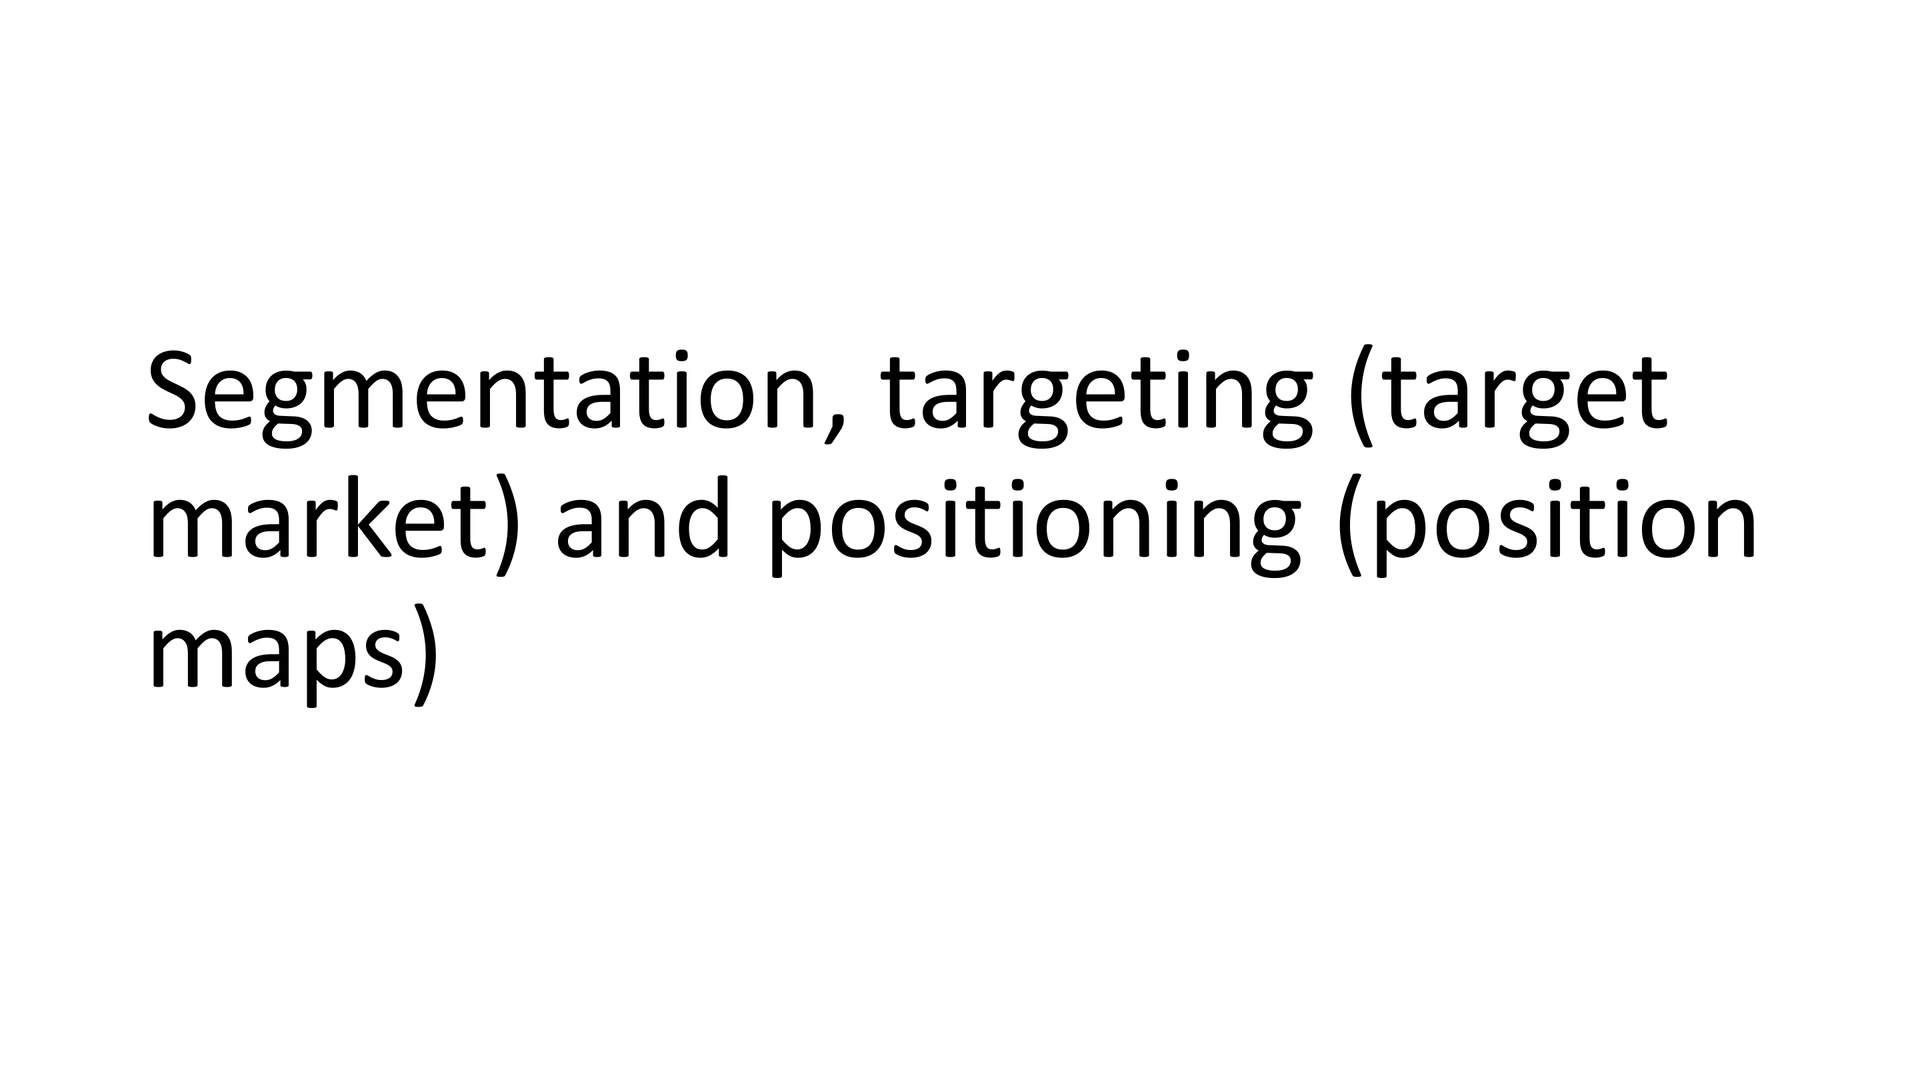 Segmentation, targeting (target
market) and positioning (position
maps)